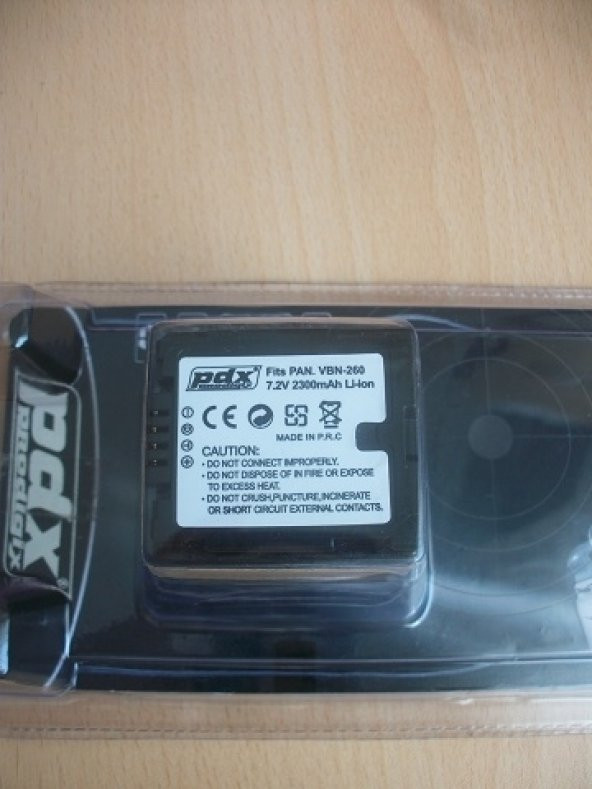 pdx
Fits PAN. VBN-260
7.2V 2300mAh Li-ion
MADE IN P.R.C
CAUTION:
• DO NOT CONNECT IMPROPERLY.
• DO NOT DISPOSE OF IN FIRE OR EXPOSE
TO EXCESS HEAT.
• DO NOT CRUSH,PUNCTURE,INCINERATE
OR SHORT CIRCUIT EXTERNAL CONTACTS.
pdx
PRODIGIX